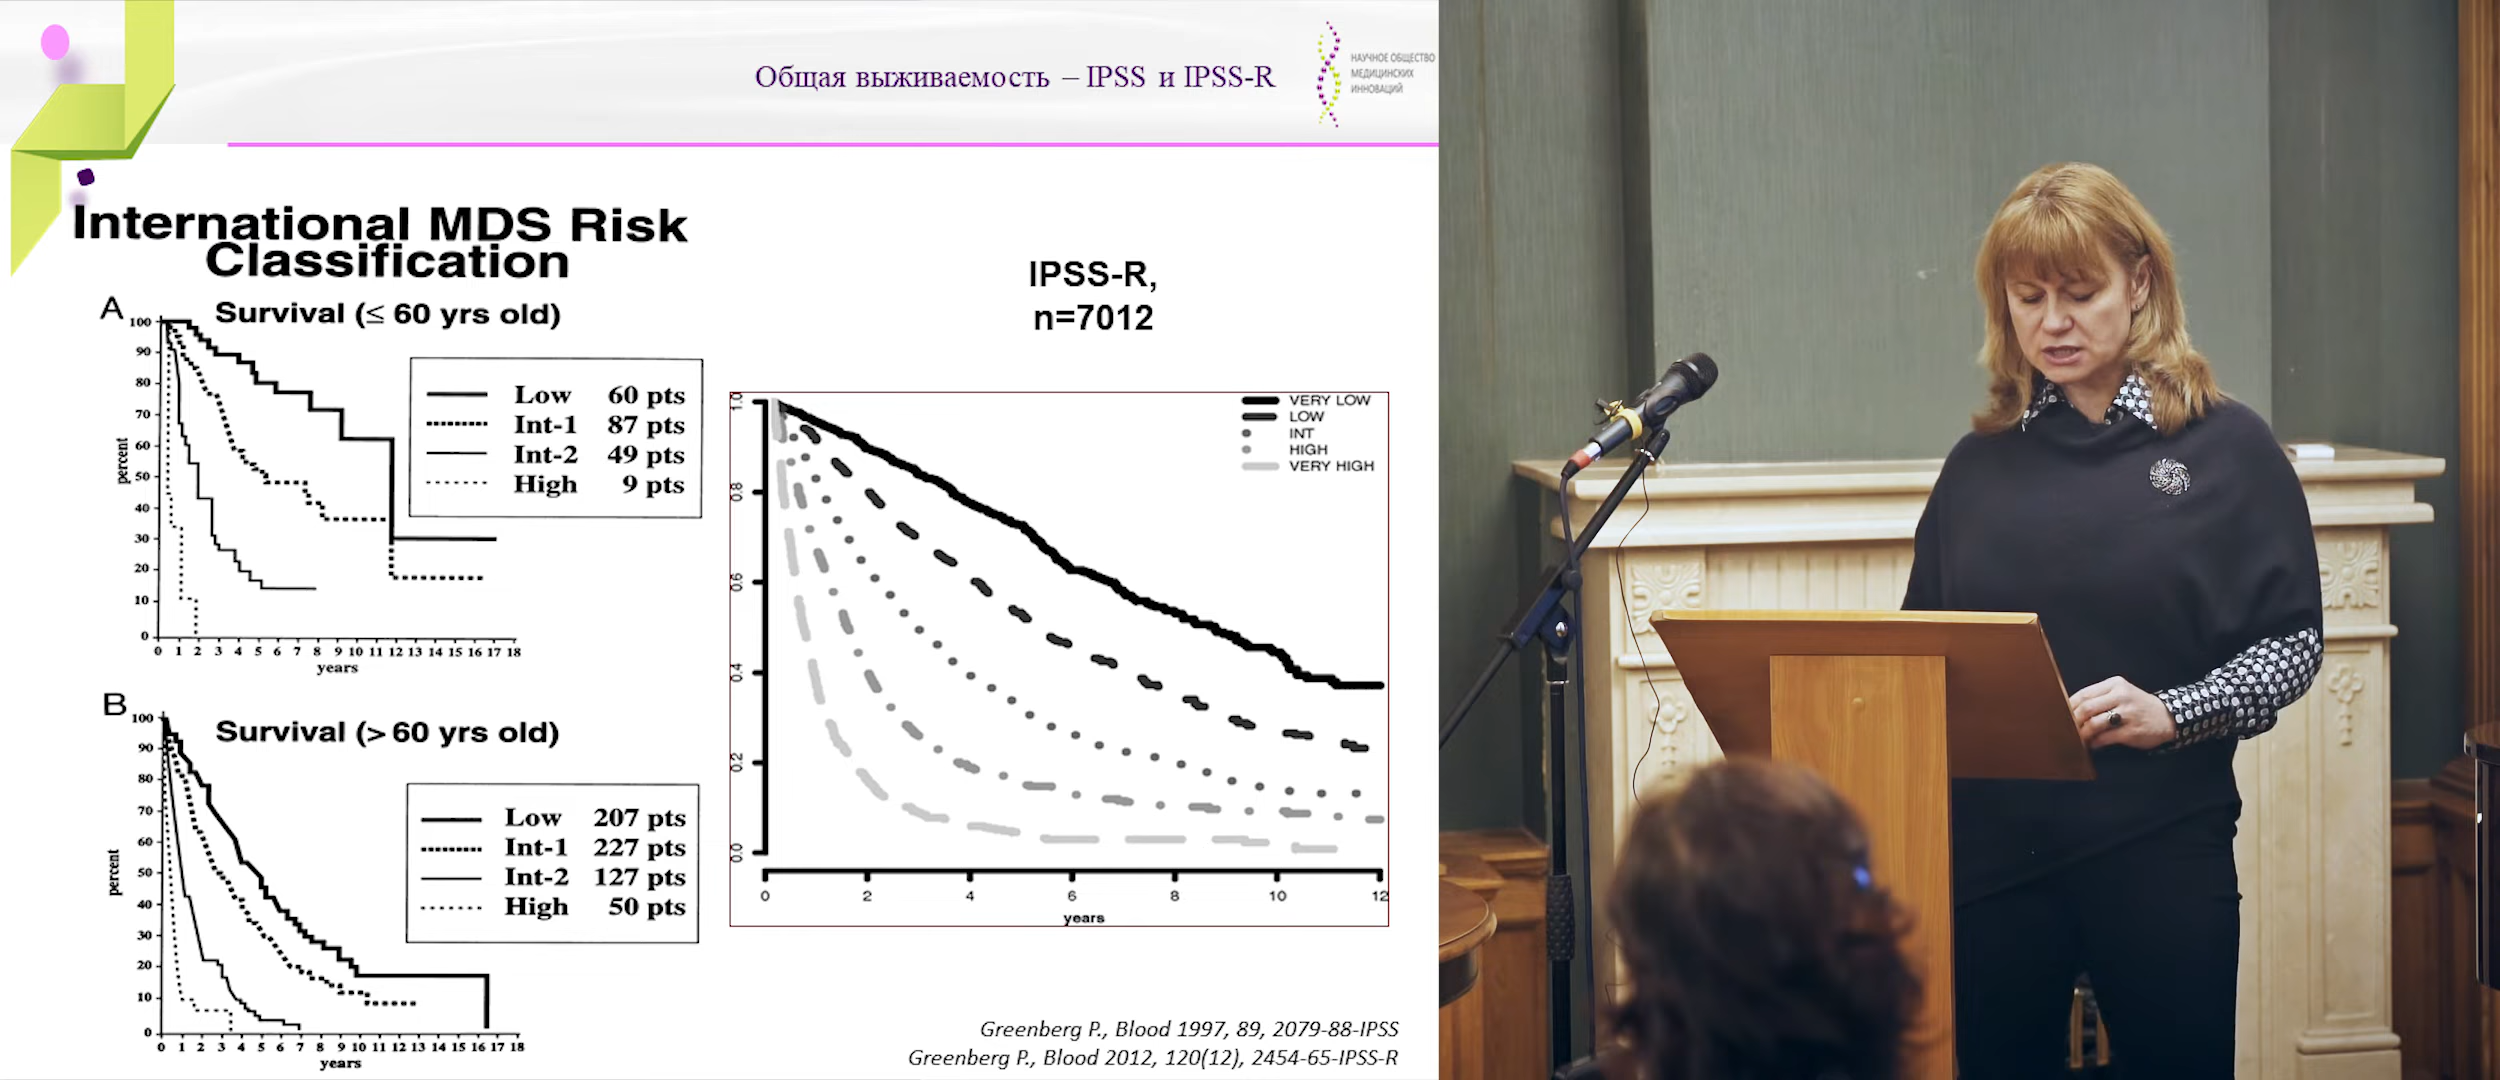 Общая выживаемость – IPSS и IPSS-R
НАУЧНОЕ ОБЩЕСТВО
МЕДИЦИНСКИХ
ИННОВАЦИЙ
International MDS Risk
Classification
A
Survival (≤ 60 yrs old)
100
90
80
70
60
50
40
30
20
10
0
percent
Low 60 pts
Int-1 87 pts
Int-2 49 pts
High 9 pts
0 1 2 3 4 5 6 7 8 9 10 11 12 13 14 15 16 17 18
years
B
Survival (> 60 yrs old)
100
90
80
70
60
50
40
30
20
10
0
percent
Low 207 pts
Int-1 227 pts
Int-2 127 pts
High 50 pts
0 1 2 3 4 5 6 7 8 9 10 11 12 13 14 15 16 17 18
years
IPSS-R,
n=7012
VERY LOW
LOW
INT
HIGH
VERY HIGH
1.0
0.8
0.6
0.4
0.2
0.0
0 2 4 6 8 10 12
years
Greenberg P., Blood 1997, 89, 2079-88-IPSS
Greenberg P., Blood 2012, 120(12), 2454-65-IPSS-R